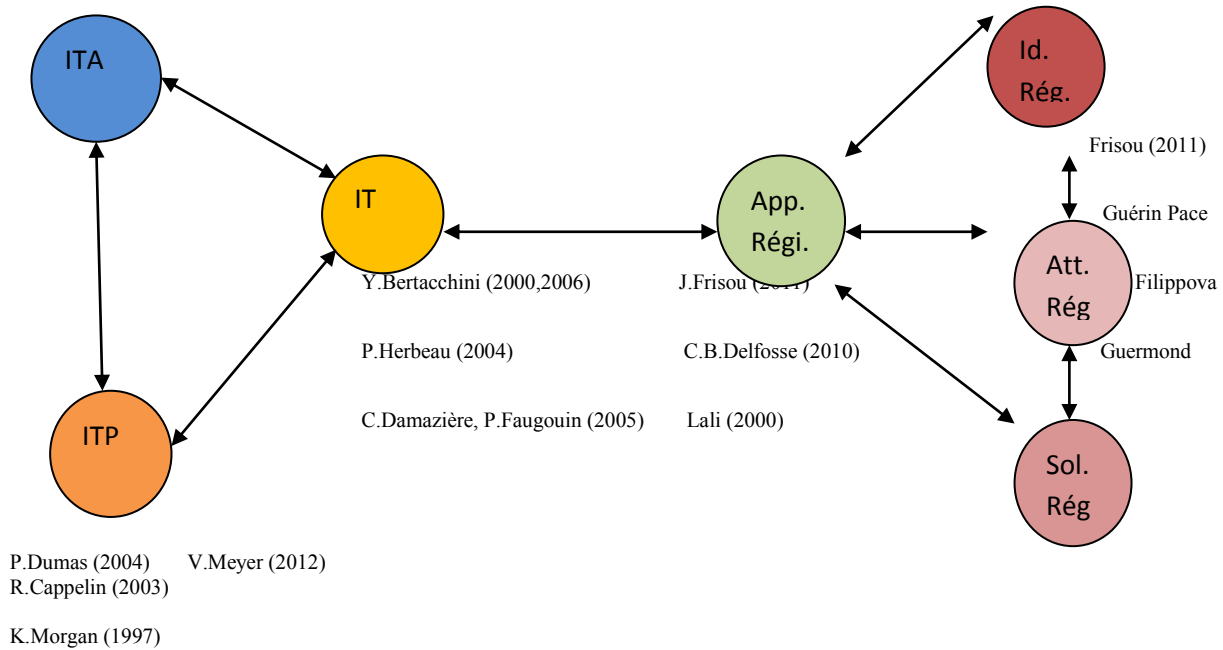 ITA
Id.
Rég.
Frisou (2011)
IT
App.
Régi.
Guérin Pace
Y.Bertacchini (2000,2006)
J.Frisou (2011)
Att.
Rég
Filippova
P.Herbeau (2004)
C.B.Delfosse (2010)
Guermond
ITP
C.Damazière, P.Faugouin (2005)
Lali (2000)
Sol.
Rég
P.Dumas (2004) V.Meyer (2012)
R.Cappelin (2003)
K.Morgan (1997)